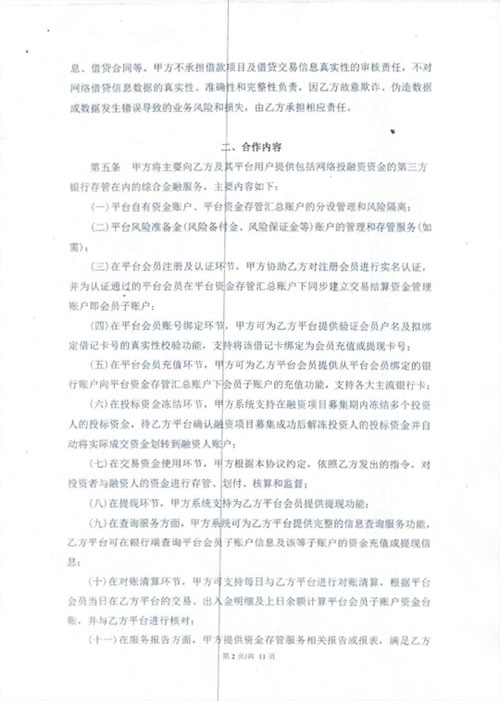 息、借贷合同等，甲方不承担借款项目及借贷交易信息真实性的审核责任，不对
网络借贷信息数据的真实性、准确性和完整性负责，因乙方故意欺诈、伪造数据
或数据发生错误导致的业务风险和损失，由乙方承担相应责任。
二、合作内容
第五条 甲方将主要向乙方及其平台用户提供包括网络投融资资金的第三方
银行存管在内的综合金融服务，主要内容如下：
(一)平台自有资金账户、平台资金存管汇总账户的分设管理和风险隔离；
(二)平台风险准备金(风险备付金、风险保证金等)账户的管理和存管服务(如
需)；
(三)在平台会员注册及认证环节，甲方协助乙方对注册会员进行实名认证，
并为认证通过的平台会员在平台资金存管汇总账户下同步建立交易结算资金管理
账户即会员子账户；
(四)在平台会员账号绑定环节，甲方可为乙方平台提供验证会员户名及拟绑
定借记卡号的真实性校验功能，支持将该借记卡绑定为会员充值或提现卡号；
(五)在平台会员充值环节，甲方可为乙方平台会员提供从平台会员绑定的银
行账户向平台资金存管汇总账户下会员子账户的充值功能，支持各大主流银行卡；
(六)在投标资金冻结环节，甲方系统支持在融资项目募集期内冻结多个投资
人的投标资金，待乙方平台确认融资项目募集成功后解冻投资人的投标资金并自
动将实际成交资金划转到融资人账户；
(七)在交易资金使用环节，甲方根据本协议约定，依照乙方发出的指令，对
投资者与融资人的资金进行存管、划付、核算和监督；
(八)在提现环节，甲方系统支持为乙方平台会员提供提现功能；
(九)在查询服务方面，甲方系统可为乙方平台提供完整的信息查询服务功能，
乙方平台可在银行端查询平台会员子账户信息及该等子账户的资金充值或提现信
息；
(十)在对账清算环节，甲方可支持每日与乙方平台进行对账清算，根据平台
会员当日在乙方平台的交易、出入金明细及上日余额计算平台会员子账户资金台
账，并与乙方平台进行核对；
(十一)在服务报告方面，甲方提供资金存管服务相关报告或报表，满足乙方
第 2 页/共 11 页